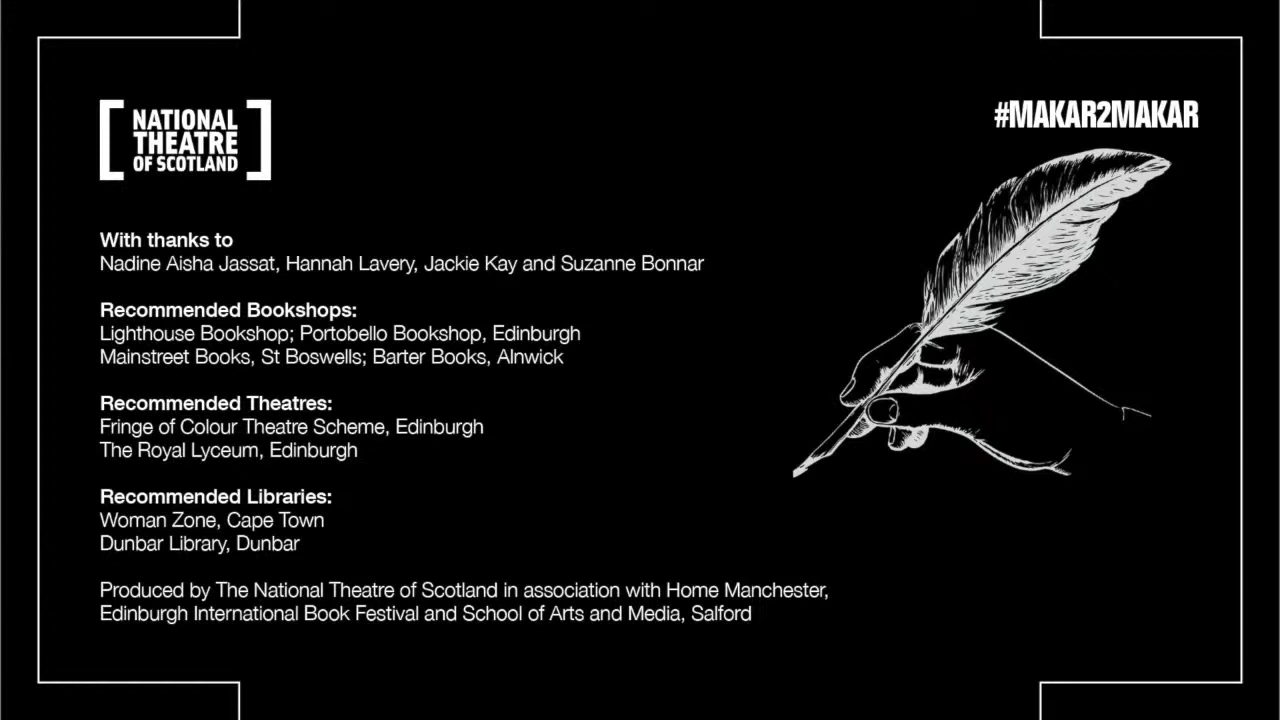 NATIONAL
THEATRE
OF SCOTLAND
#MAKAR2MAKAR
With thanks to
Nadine Aisha Jassat, Hannah Lavery, Jackie Kay and Suzanne Bonnar
Recommended Bookshops:
Lighthouse Bookshop; Portobello Bookshop, Edinburgh
Mainstreet Books, St Boswells; Barter Books, Alnwick
Recommended Theatres:
Fringe of Colour Theatre Scheme, Edinburgh
The Royal Lyceum, Edinburgh
Recommended Libraries:
Woman Zone, Cape Town
Dunbar Library, Dunbar
Produced by The National Theatre of Scotland in association with Home Manchester,
Edinburgh International Book Festival and School of Arts and Media, Salford